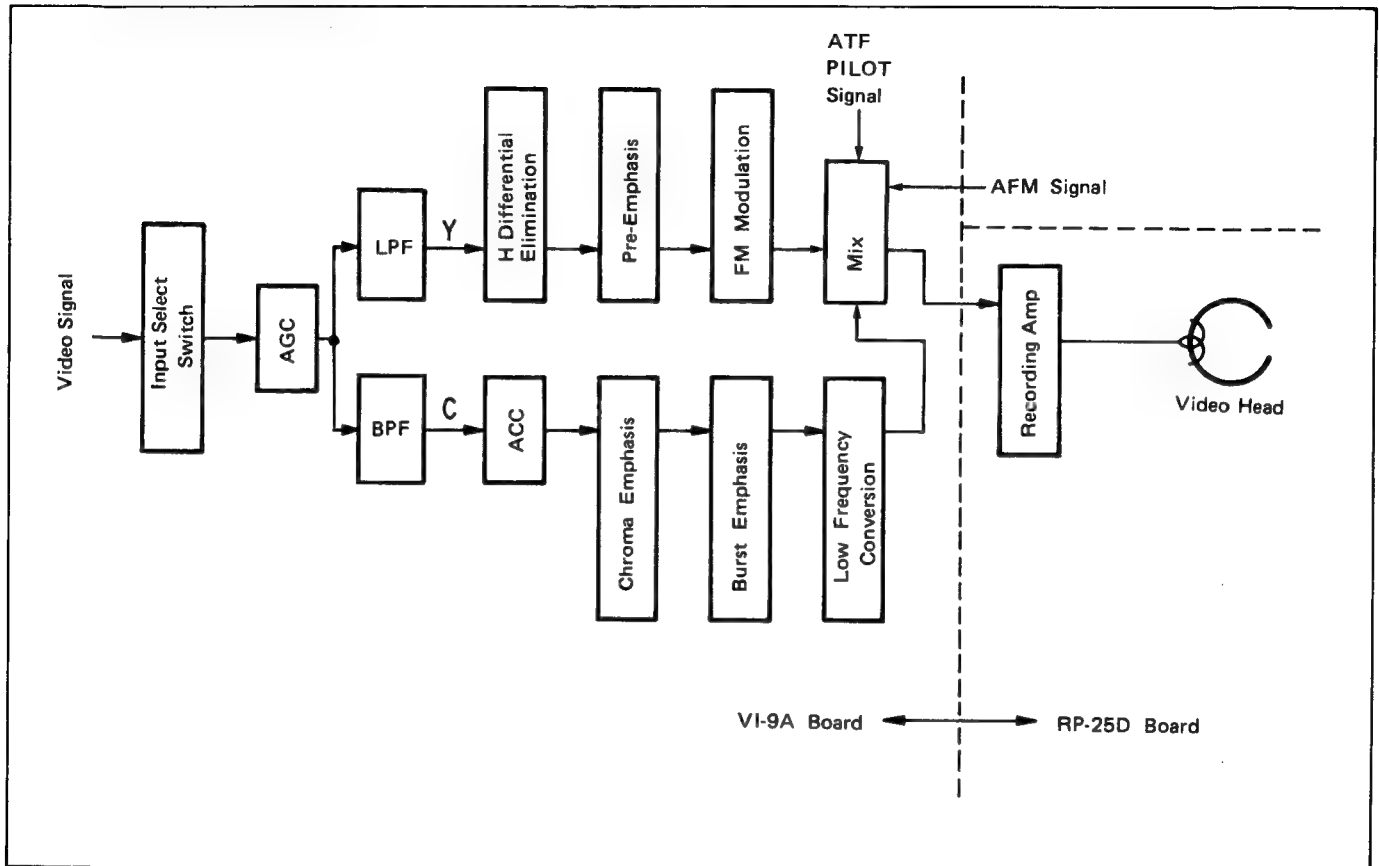 Video Signal
Input Select
Switch
AGC
LPF
Y
H Differential
Elimination
Pre-Emphasis
FM Modulation
ATF
PILOT
Signal
Mix
AFM Signal
BPF
C
ACC
Chroma Emphasis
Burst Emphasis
Low Frequency
Conversion
Recording Amp
Video Head
VI-9A Board
RP-25D Board